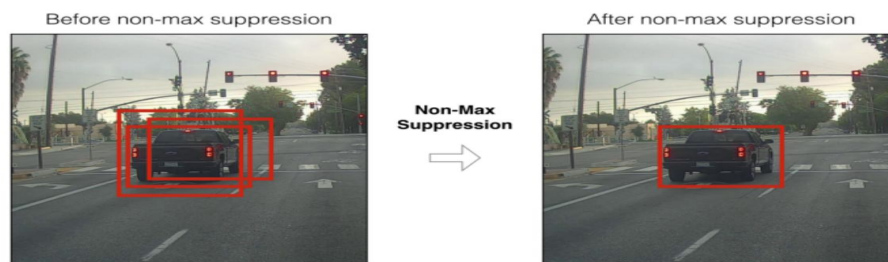 Before non-max suppression
After non-max suppression
Non-Max
Suppression